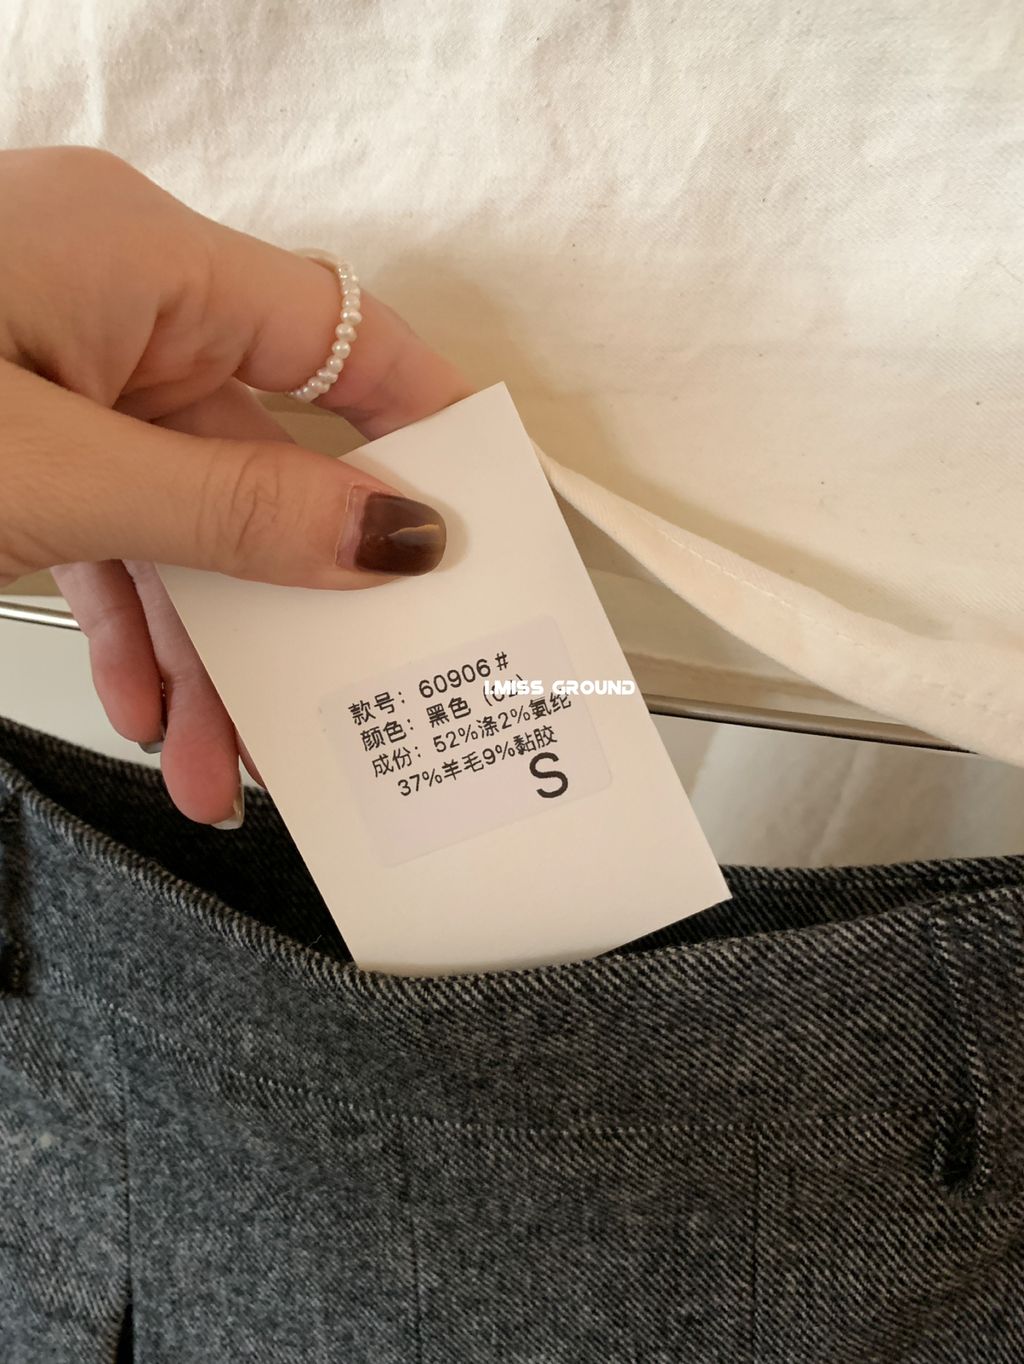 款号：60906#
颜色：黑色
成份：52%涤2%氨纶
37%羊毛9%黏胶
S
I.MISS GROUND